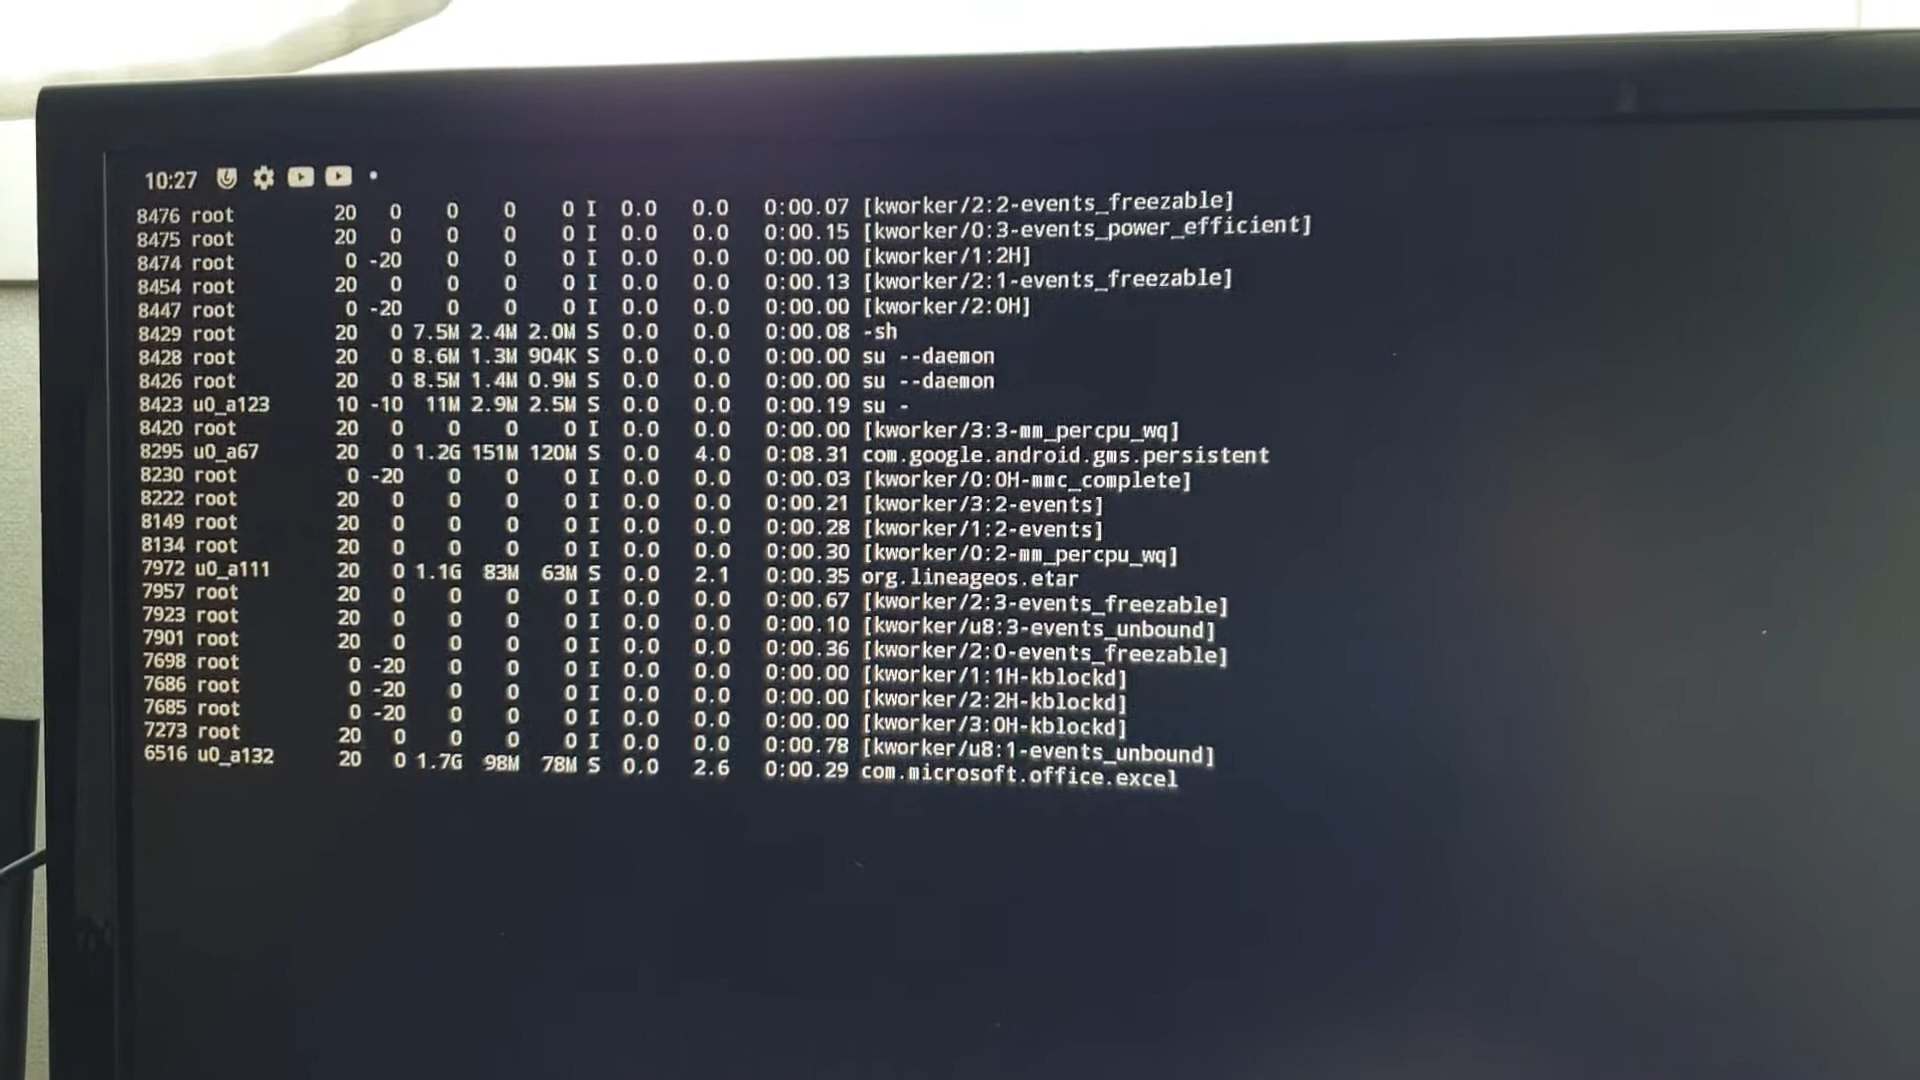 10:27
8476 root 20 0 0 0 0 I 0.0 0.0 0:00.07 [kworker/2:2-events_freezable]
8475 root 20 0 0 0 0 I 0.0 0.0 0:00.15 [kworker/0:3-events_power_efficient]
8474 root 0 -20 0 0 0 I 0.0 0.0 0:00.00 [kworker/1:2H]
8454 root 20 0 0 0 0 I 0.0 0.0 0:00.13 [kworker/2:1-events_freezable]
8447 root 0 -20 0 0 0 I 0.0 0.0 0:00.00 [kworker/2:0H]
8429 root 20 0 7.5M 2.4M 2.0M S 0.0 0.0 0:00.08 -sh
8428 root 20 0 8.6M 1.3M 904K S 0.0 0.0 0:00.00 su --daemon
8426 root 20 0 8.5M 1.4M 0.9M S 0.0 0.0 0:00.00 su --daemon
8423 u0_a123 10 -10 11M 2.9M 2.5M S 0.0 0.0 0:00.19 su -
8420 root 20 0 0 0 0 I 0.0 0.0 0:00.00 [kworker/3:3-mm_percpu_wq]
8295 u0_a67 20 0 1.2G 151M 120M S 0.0 4.0 0:08.31 com.google.android.gms.persistent
8230 root 0 -20 0 0 0 I 0.0 0.0 0:00.03 [kworker/0:0H-mmc_complete]
8222 root 20 0 0 0 0 I 0.0 0.0 0:00.21 [kworker/3:2-events]
8149 root 20 0 0 0 0 I 0.0 0.0 0:00.28 [kworker/1:2-events]
8134 root 20 0 0 0 0 I 0.0 0.0 0:00.30 [kworker/0:2-mm_percpu_wq]
7972 u0_a111 20 0 1.1G 83M 63M S 0.0 2.1 0:00.35 org.lineageos.etar
7957 root 20 0 0 0 0 I 0.0 0.0 0:00.67 [kworker/2:3-events_freezable]
7923 root 20 0 0 0 0 I 0.0 0.0 0:00.10 [kworker/u8:3-events_unbound]
7901 root 20 0 0 0 0 I 0.0 0.0 0:00.36 [kworker/2:0-events_freezable]
7698 root 0 -20 0 0 0 I 0.0 0.0 0:00.00 [kworker/1:1H-kblockd]
7686 root 0 -20 0 0 0 I 0.0 0.0 0:00.00 [kworker/2:2H-kblockd]
7685 root 0 -20 0 0 0 I 0.0 0.0 0:00.00 [kworker/3:0H-kblockd]
7273 root 20 0 0 0 0 I 0.0 0.0 0:00.78 [kworker/u8:1-events_unbound]
6516 u0_a132 20 0 1.7G 98M 78M S 0.0 2.6 0:00.29 com.microsoft.office.excel